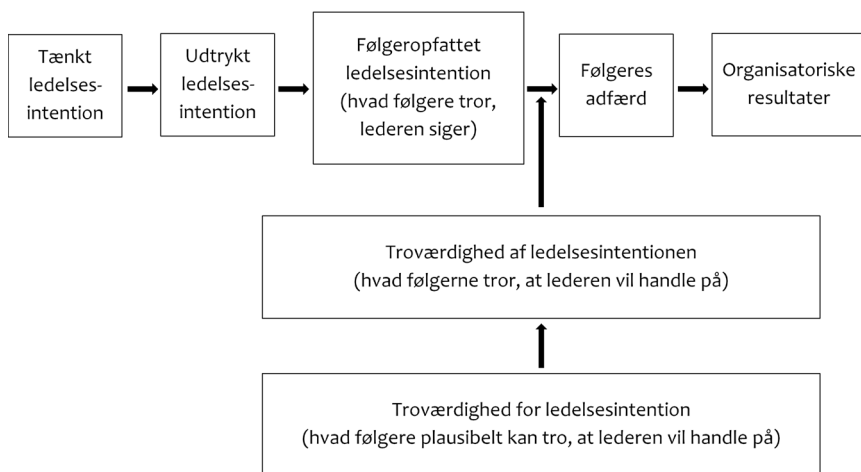 Tænkt
ledelses-
intention
Udtrykt
ledelses-
intention
Følgeropfattet
ledelsesintention
(hvad følgere tror,
lederen siger)
Følgeres
adfærd
Organisatoriske
resultater
Troværdighed af ledelsesintentionen
(hvad følgerne tror, at lederen vil handle på)
Troværdighed for ledelsesintention
(hvad følgere plausibelt kan tro, at lederen vil handle på)